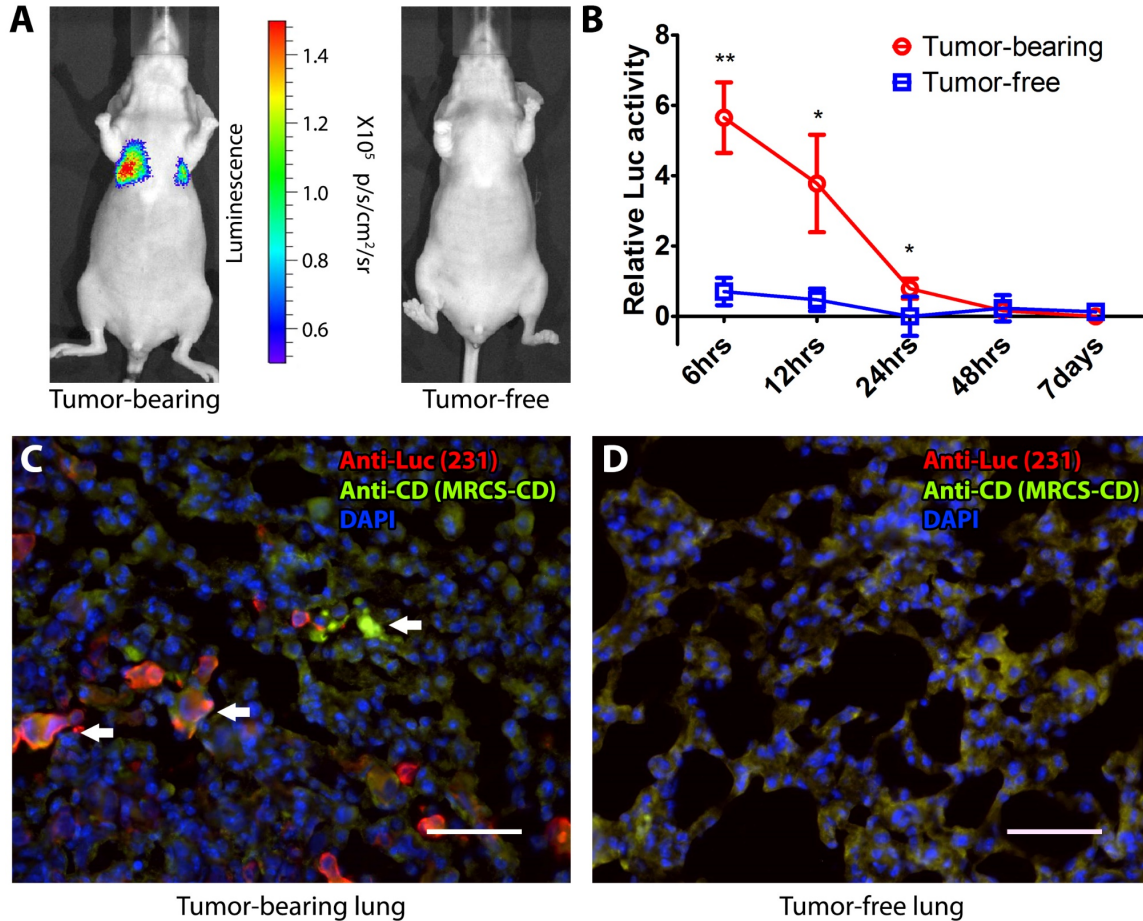 A
Luminescence
1.4
1.2
1.0
0.8
0.6
X10⁵ p/s/cm²/sr
Tumor-bearing
Tumor-free
B
Relative Luc activity
8
6
4
2
0
**
*
*
Tumor-bearing
Tumor-free
6hrs
12hrs
24hrs
48hrs
7days
C
Anti-Luc (231)
Anti-CD (MRCS-CD)
DAPI
Tumor-bearing lung
D
Anti-Luc (231)
Anti-CD (MRCS-CD)
DAPI
Tumor-free lung